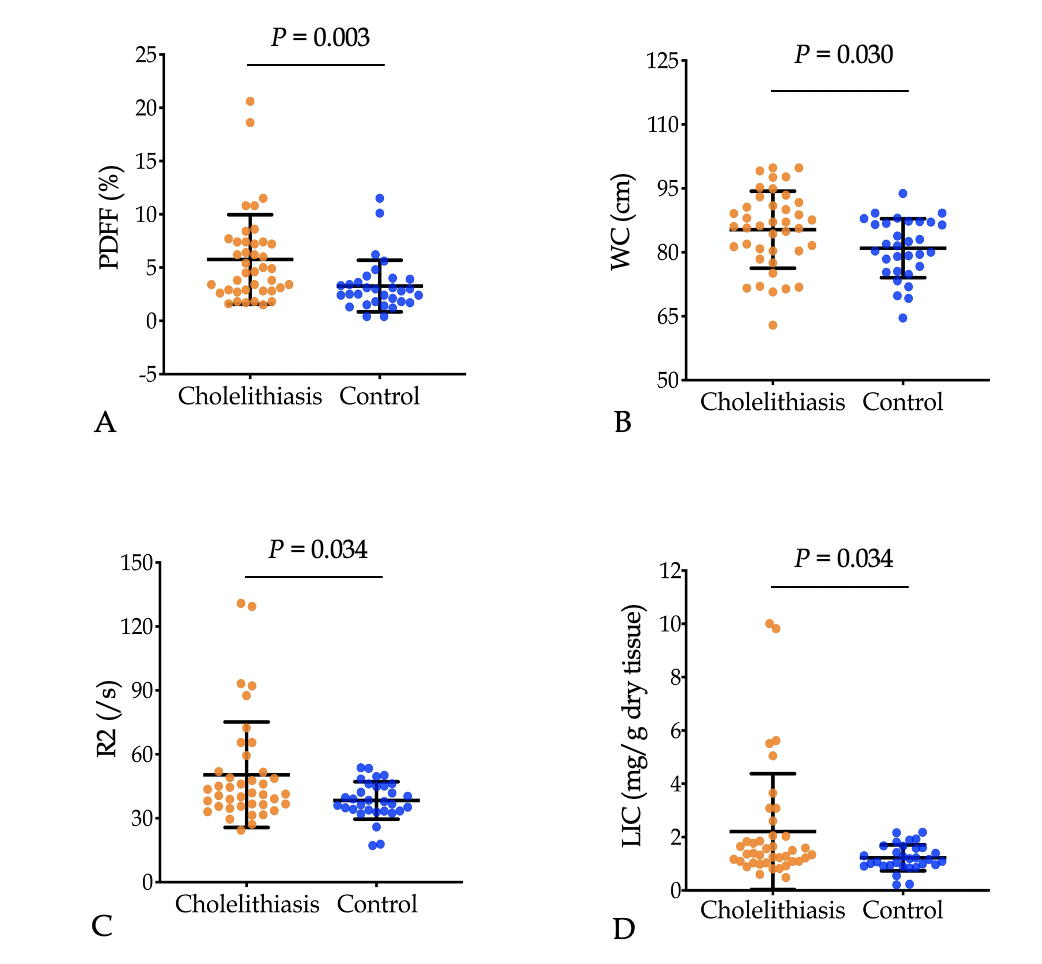 P = 0.003
25
20
15
10
5
0
-5
PDFF (%)
Cholelithiasis Control
A
P = 0.030
125
110
95
80
65
50
WC (cm)
Cholelithiasis Control
B
P = 0.034
150
120
90
60
30
0
R2 (/s)
Cholelithiasis Control
C
P = 0.034
12
10
8
6
4
2
0
LIC (mg/g dry tissue)
Cholelithiasis Control
D